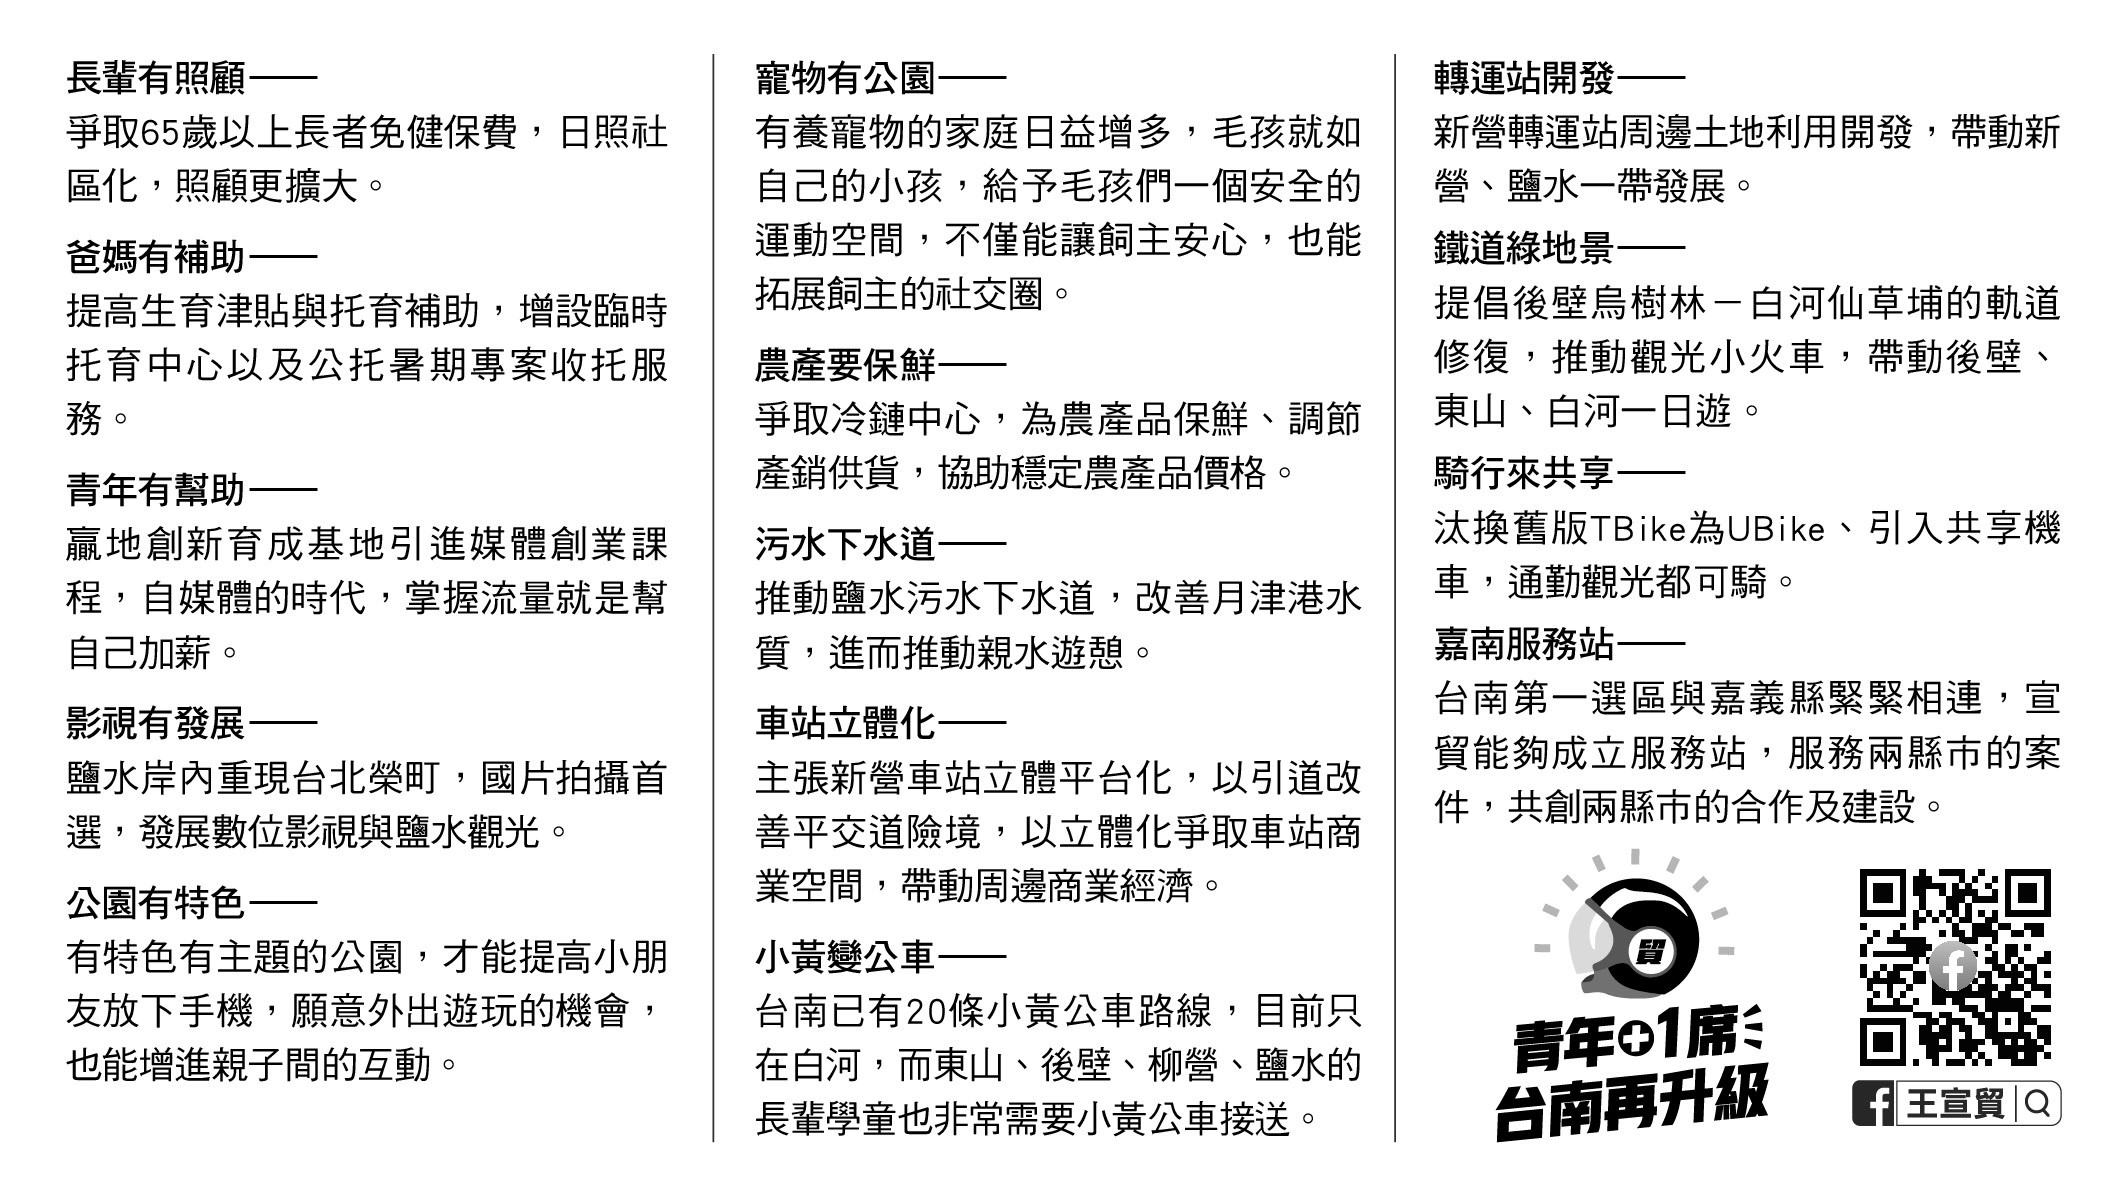 長輩有照顧——
爭取65歲以上長者免健保費，日照社
區化，照顧更擴大。
爸媽有補助——
提高生育津貼與托育補助，增設臨時
托育中心以及公托暑期專案收托服
務。
青年有幫助——
贏地創新育成基地引進媒體創業課
程，自媒體的時代，掌握流量就是幫
自己加薪。
影視有發展——
鹽水岸內重現台北榮町，國片拍攝首
選，發展數位影視與鹽水觀光。
公園有特色——
有特色有主題的公園，才能提高小朋
友放下手機，願意外出遊玩的機會，
也能增進親子間的互動。
寵物有公園——
有養寵物的家庭日益增多，毛孩就如
自己的小孩，給予毛孩們一個安全的
運動空間，不僅能讓飼主安心，也能
拓展飼主的社交圈。
農產要保鮮——
爭取冷鏈中心，為農產品保鮮、調節
產銷供貨，協助穩定農產品價格。
污水下水道——
推動鹽水污水下水道，改善月津港水
質，進而推動親水遊憩。
車站立體化——
主張新營車站立體平台化，以引道改
善平交道險境，以立體化爭取車站商
業空間，帶動周邊商業經濟。
小黃變公車——
台南已有20條小黃公車路線，目前只
在白河，而東山、後壁、柳營、鹽水的
長輩學童也非常需要小黃公車接送。
轉運站開發——
新營轉運站周邊土地利用開發，帶動新
營、鹽水一帶發展。
鐵道綠地景——
提倡後壁烏樹林－白河仙草埔的軌道
修復，推動觀光小火車，帶動後壁、
東山、白河一日遊。
騎行來共享——
汰換舊版TBike為UBike、引入共享機
車，通勤觀光都可騎。
嘉南服務站——
台南第一選區與嘉義縣緊緊相連，宣
貿能夠成立服務站，服務兩縣市的案
件，共創兩縣市的合作及建設。
貿
青年+1席
台南再升級
f
f 王宣貿